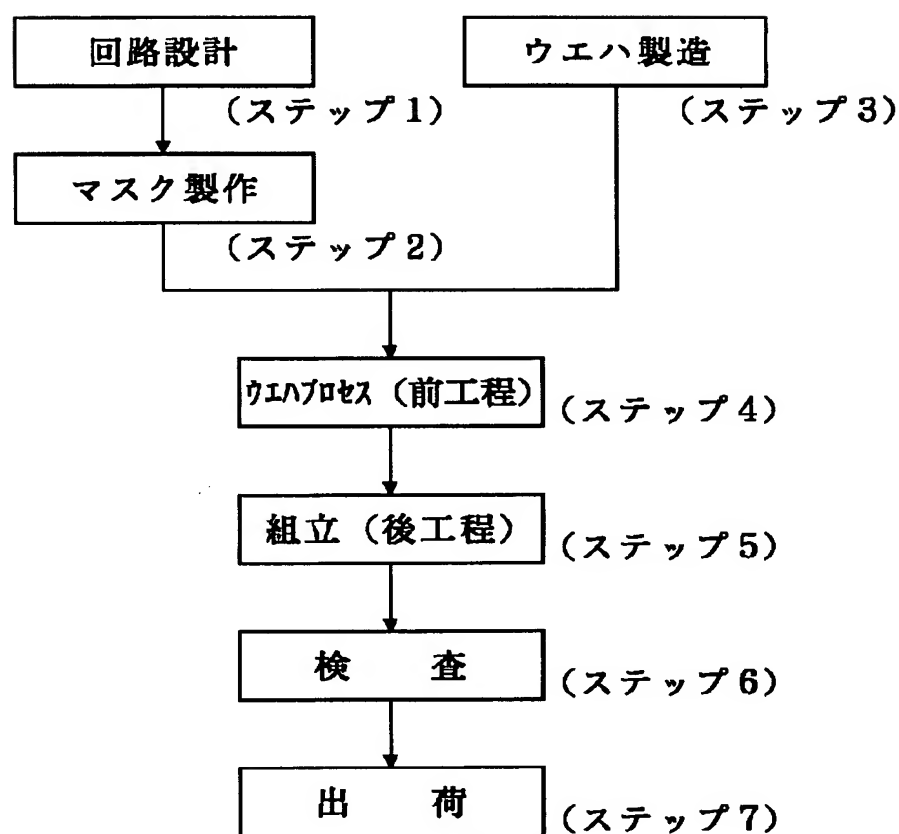 回路設計
(ステップ1)
マスク製作
(ステップ2)
ウエハ製造
(ステップ3)
ウエハプロセス(前工程)
(ステップ4)
組立(後工程)
(ステップ5)
検　査
(ステップ6)
出　荷
(ステップ7)